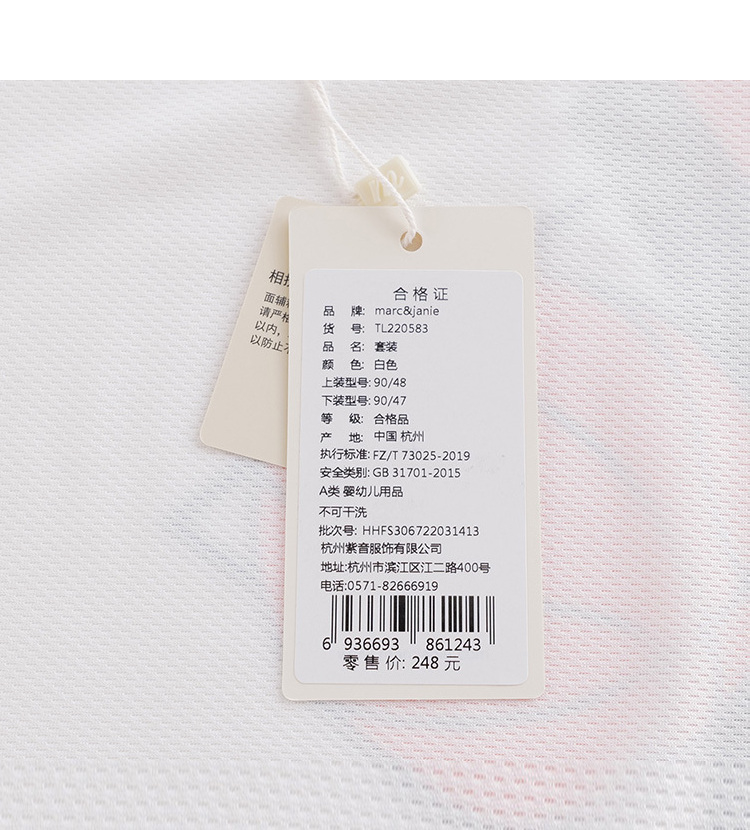 合格证
品 牌: marc&janie
货 号: TL220583
品 名: 套装
颜 色: 白色
上装型号: 90/48
下装型号: 90/47
等 级: 合格品
产 地: 中国 杭州
执行标准: FZ/T 73025-2019
安全类别: GB 31701-2015
A类 婴幼儿用品
不可干洗
批次号: HHFS306722031413
杭州紫音服饰有限公司
地址:杭州市滨江区江二路400号
电话:0571-82666919
6 936693 861243
零售价: 248 元
面辅
请严格
以内，
以防止